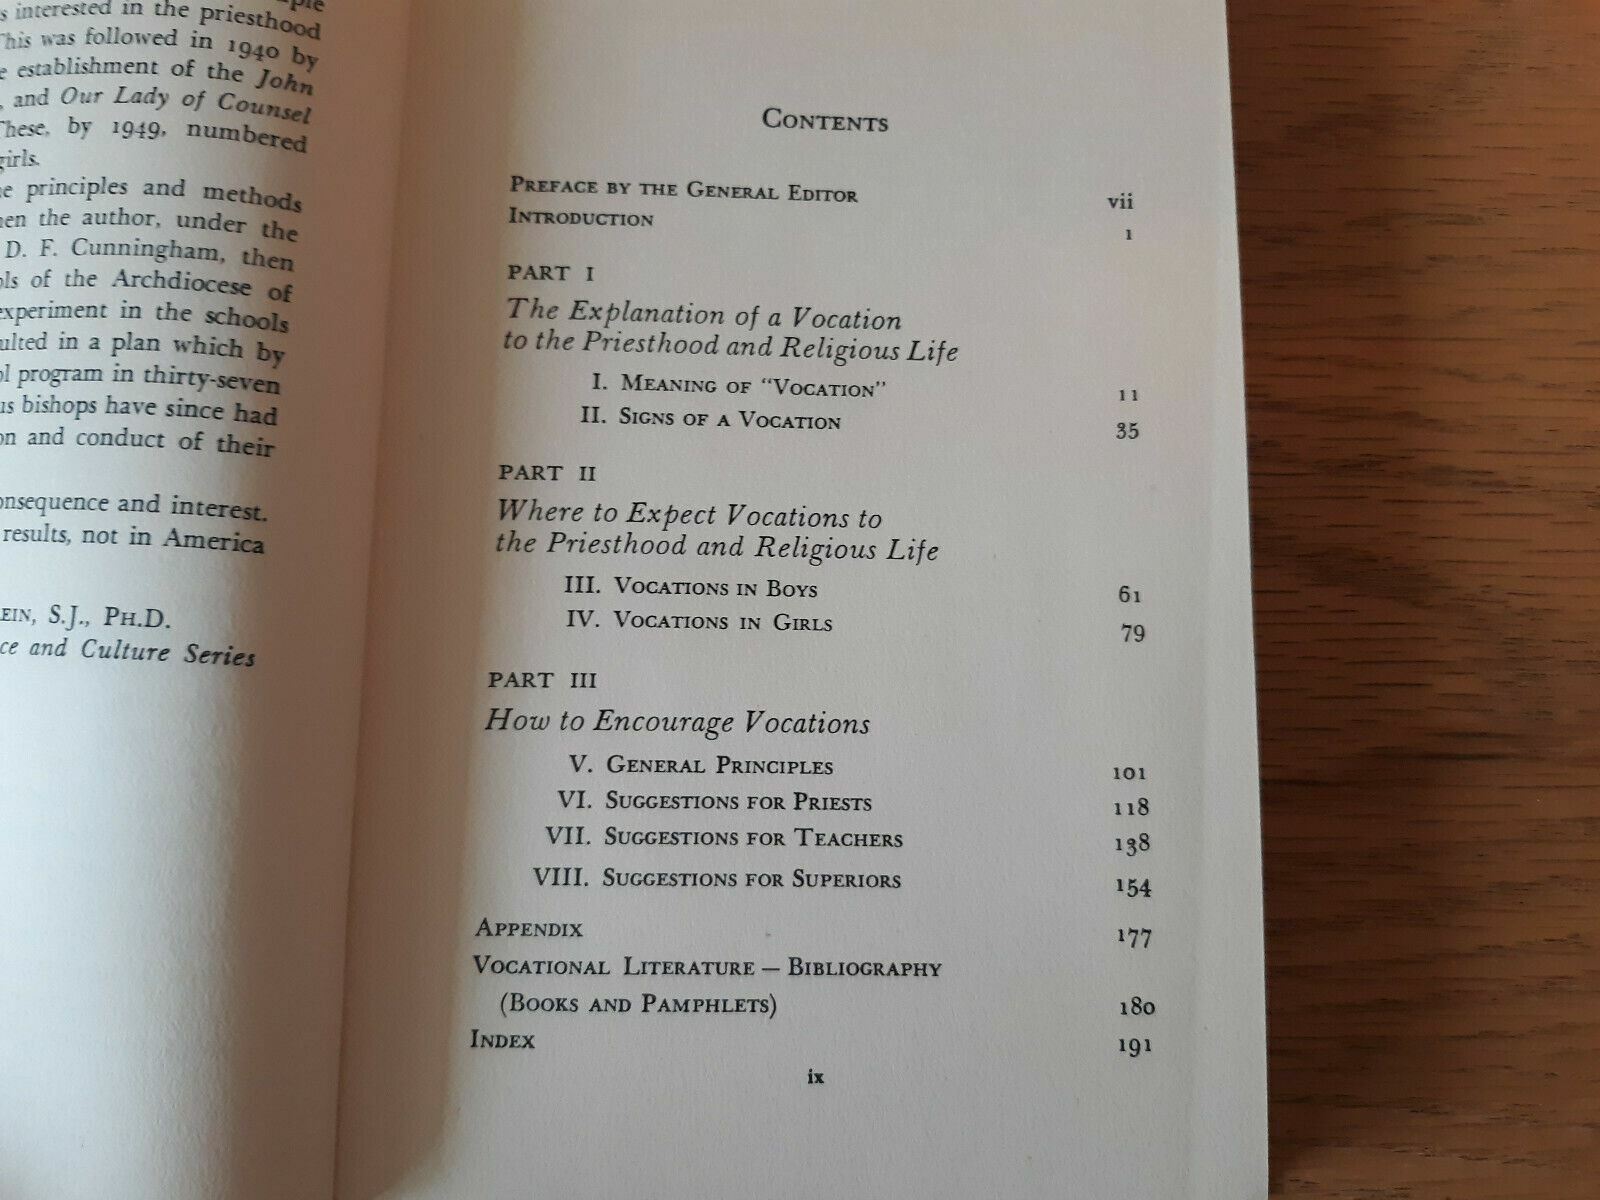 interested in the priesthood
This was followed in 1940 by
establishment of the John
, and Our Lady of Counsel
These, by 1949, numbered
girls.
principles and methods
the author, under the
D. F. Cunningham, then
of the Archdiocese of
experiment in the schools
in a plan which by
program in thirty-seven
bishops have since had
and conduct of their
and interest.
results, not in America
S.J., PH.D.
and Culture Series
CONTENTS
PREFACE BY THE GENERAL EDITOR vii
INTRODUCTION 1
PART I
The Explanation of a Vocation
to the Priesthood and Religious Life
I. MEANING OF "VOCATION" 11
II. SIGNS OF A VOCATION 35
PART II
Where to Expect Vocations to
the Priesthood and Religious Life
III. VOCATIONS IN BOYS 61
IV. VOCATIONS IN GIRLS 79
PART III
How to Encourage Vocations
V. GENERAL PRINCIPLES 101
VI. SUGGESTIONS FOR PRIESTS 118
VII. SUGGESTIONS FOR TEACHERS 138
VIII. SUGGESTIONS FOR SUPERIORS 154
APPENDIX 177
VOCATIONAL LITERATURE — BIBLIOGRAPHY
(BOOKS AND PAMPHLETS) 180
INDEX 191
ix